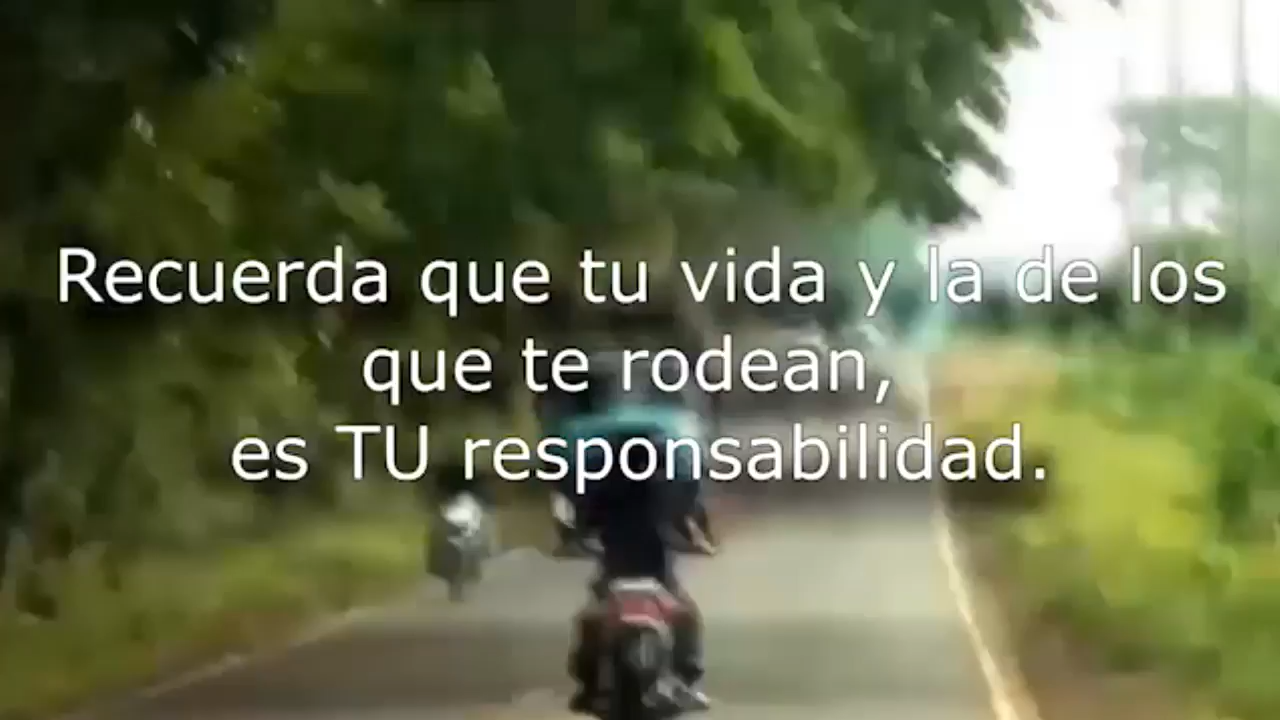 Recuerda que tu vida y la de los
que te rodean,
es TU responsabilidad.